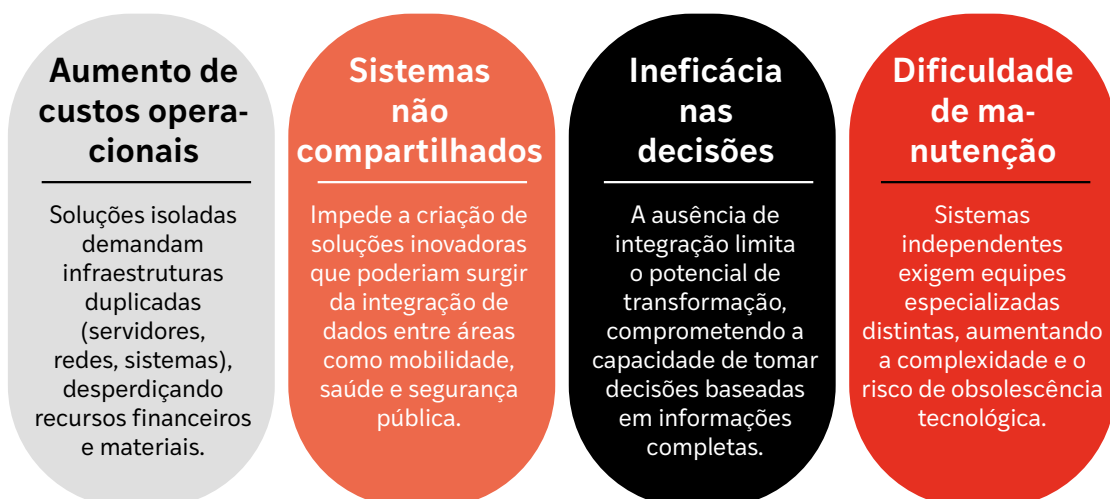 Aumento de
custos opera-
cionais
Soluções isoladas
demandam
infraestruturas
duplicadas
(servidores,
redes, sistemas),
desperdiçando
recursos financeiros
e materiais.
Sistemas
não
compartilhados
Impede a criação de
soluções inovadoras
que poderiam surgir
da integração de
dados entre áreas
como mobilidade,
saúde e segurança
pública.
Ineficácia
nas
decisões
A ausência de
integração limita
o potencial de
transformação,
comprometendo a
capacidade de tomar
decisões baseadas
em informações
completas.
Dificuldade
de ma-
nutenção
Sistemas
independentes
exigem equipes
especializadas
distintas, aumentando
a complexidade e o
risco de obsolescência
tecnológica.